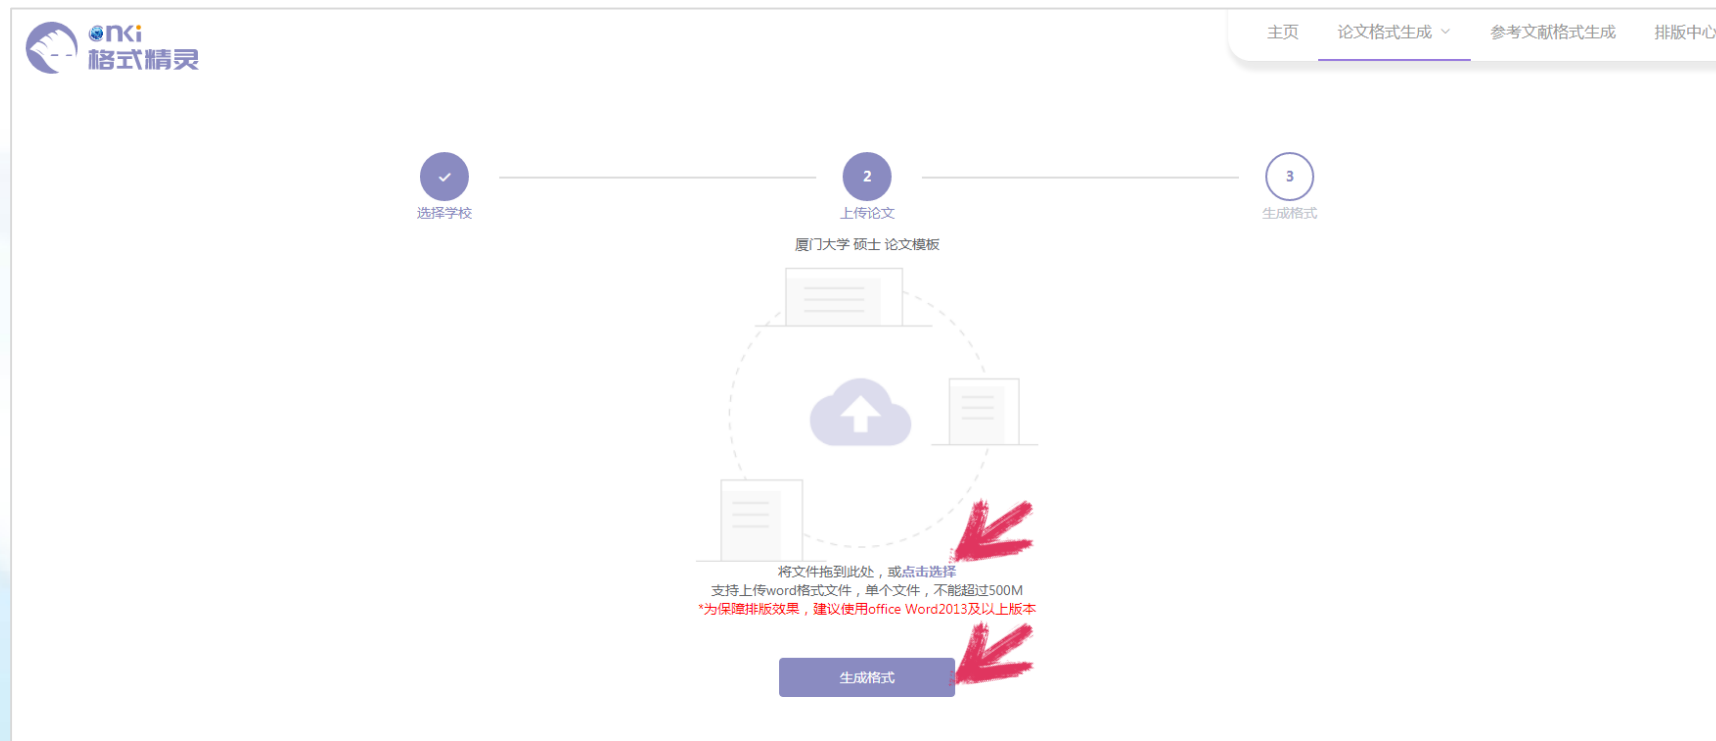 cnki
格式精灵
主页 论文格式生成 参考文献格式生成 排版中心
2 3
选择学校 上传论文 生成格式
厦门大学 硕士 论文模板
将文件拖到此处，或点击选择
支持上传word格式文件，单个文件，不能超过500M
*为保障排版效果，建议使用office Word2013及以上版本
生成格式